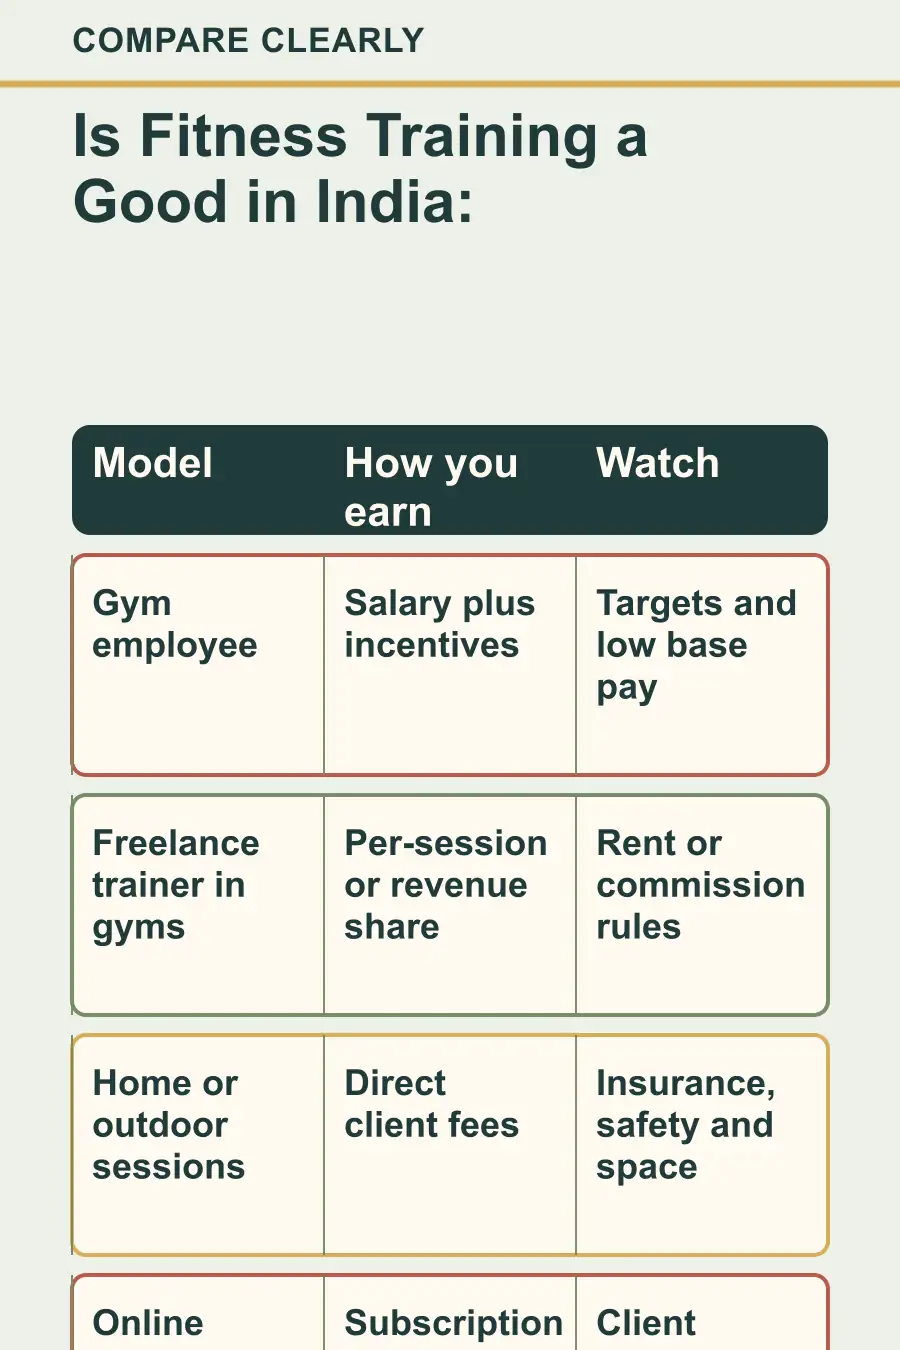 COMPARE CLEARLY
Is Fitness Training a
Good in India:
Model
How you
earn
Watch
Gym
employee
Salary plus
incentives
Targets and
low base
pay
Freelance
trainer in
gyms
Per-session
or revenue
share
Rent or
commission
rules
Home or
outdoor
sessions
Direct
client fees
Insurance,
safety and
space
Online
Subscription
Client